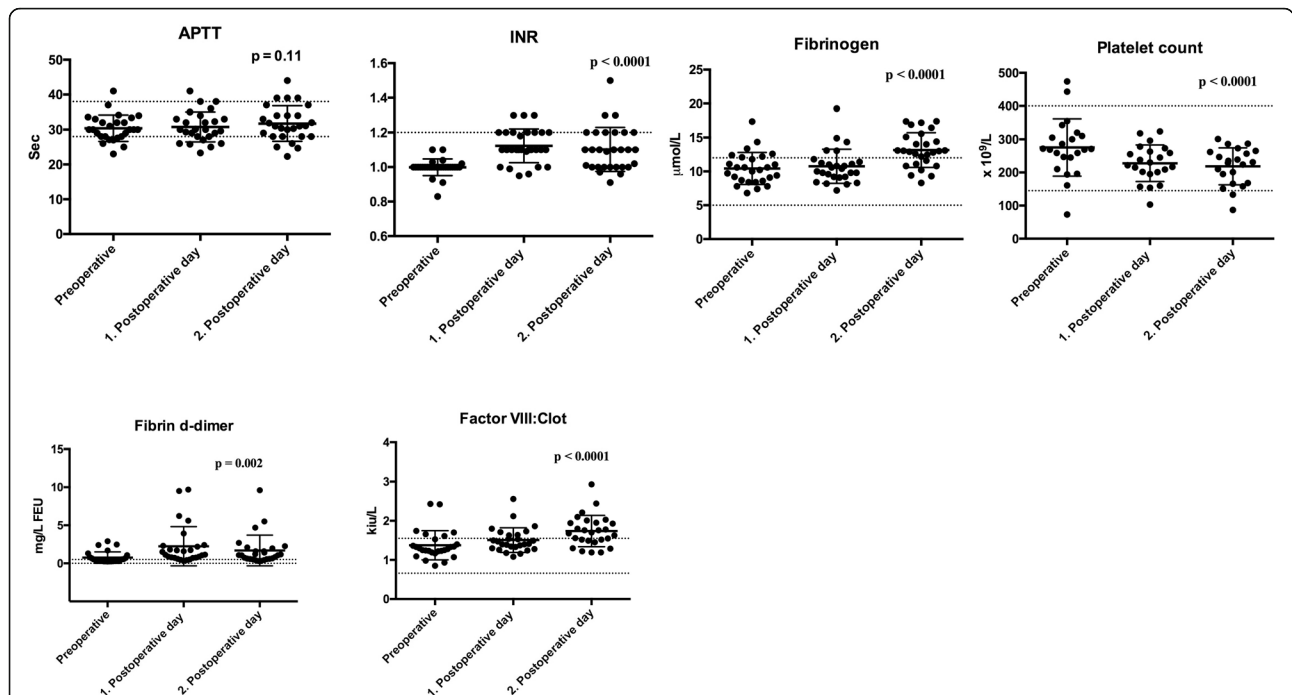 APTT
p = 0.11
50
40
30
20
10
0
Sec
Preoperative
1. Postoperative day
2. Postoperative day
INR
p < 0.0001
1.6
1.4
1.2
1.0
0.8
0.6
Preoperative
1. Postoperative day
2. Postoperative day
Fibrinogen
p < 0.0001
25
20
15
10
5
0
µmol/L
Preoperative
1. Postoperative day
2. Postoperative day
Platelet count
p < 0.0001
500
400
300
200
100
0
x 10⁹/L
Preoperative
1. Postoperative day
2. Postoperative day
Fibrin d-dimer
p = 0.002
15
10
5
0
mg/L FEU
Preoperative
1. Postoperative day
2. Postoperative day
Factor VIII:Clot
p < 0.0001
4
3
2
1
0
kiu/L
Preoperative
1. Postoperative day
2. Postoperative day